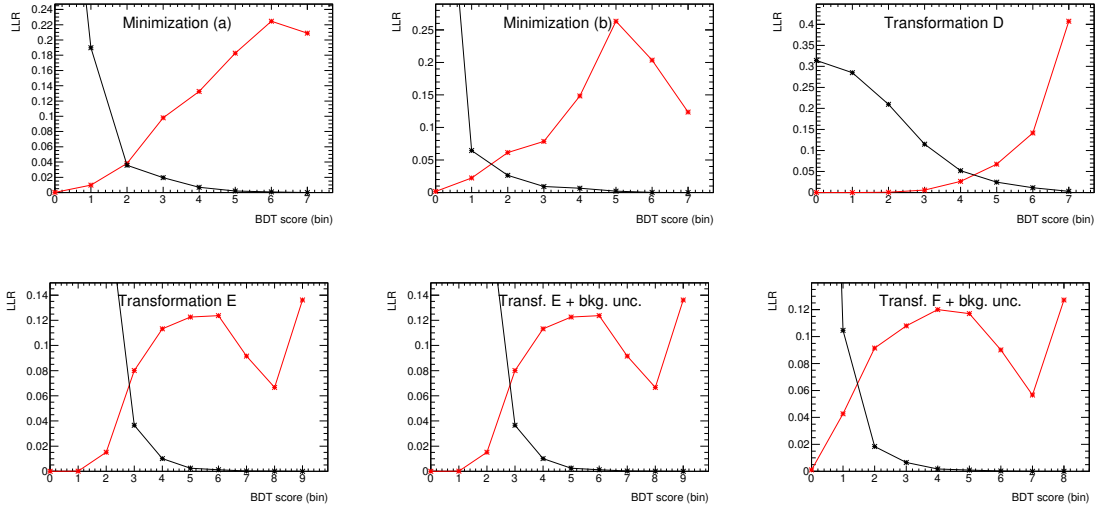 LLR
Minimization (a)
0.24
0.22
0.2
0.18
0.16
0.14
0.12
0.1
0.08
0.06
0.04
0.02
0
0 1 2 3 4 5 6 7
BDT score (bin)
LLR
Minimization (b)
0.25
0.2
0.15
0.1
0.05
0
0 1 2 3 4 5 6 7
BDT score (bin)
LLR
Transformation D
0.4
0.35
0.3
0.25
0.2
0.15
0.1
0.05
0
0 1 2 3 4 5 6 7
BDT score (bin)
LLR
Transformation E
0.14
0.12
0.1
0.08
0.06
0.04
0.02
0
0 1 2 3 4 5 6 7 8 9
BDT score (bin)
LLR
Transf. E + bkg. unc.
0.14
0.12
0.1
0.08
0.06
0.04
0.02
0
0 1 2 3 4 5 6 7 8 9
BDT score (bin)
LLR
Transf. F + bkg. unc.
0.12
0.1
0.08
0.06
0.04
0.02
0
0 1 2 3 4 5 6 7 8
BDT score (bin)